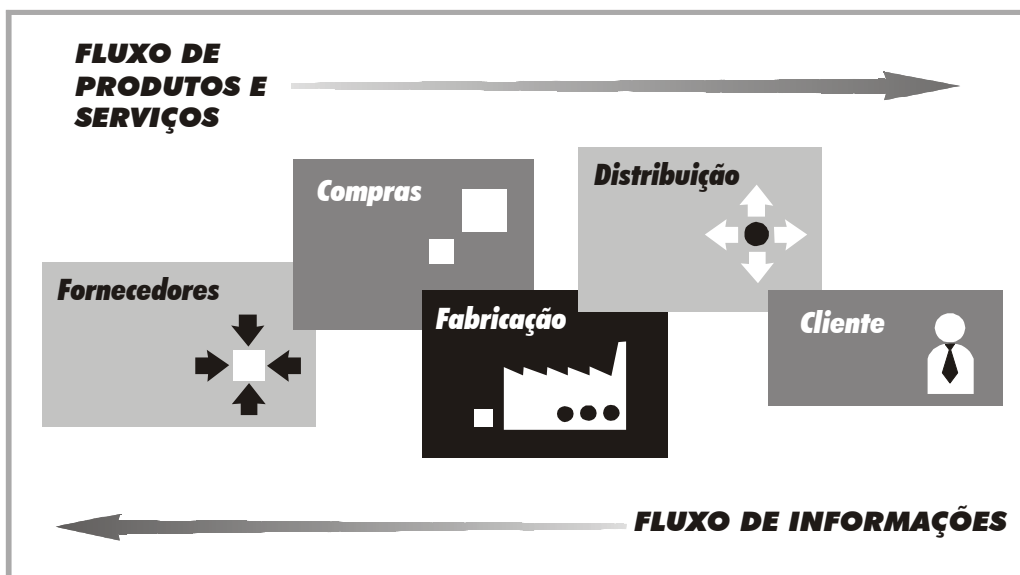 FLUXO DE
PRODUTOS E
SERVIÇOS
Distribuição
Compras
Fornecedores
Fabricação
Cliente
FLUXO DE INFORMAÇÕES